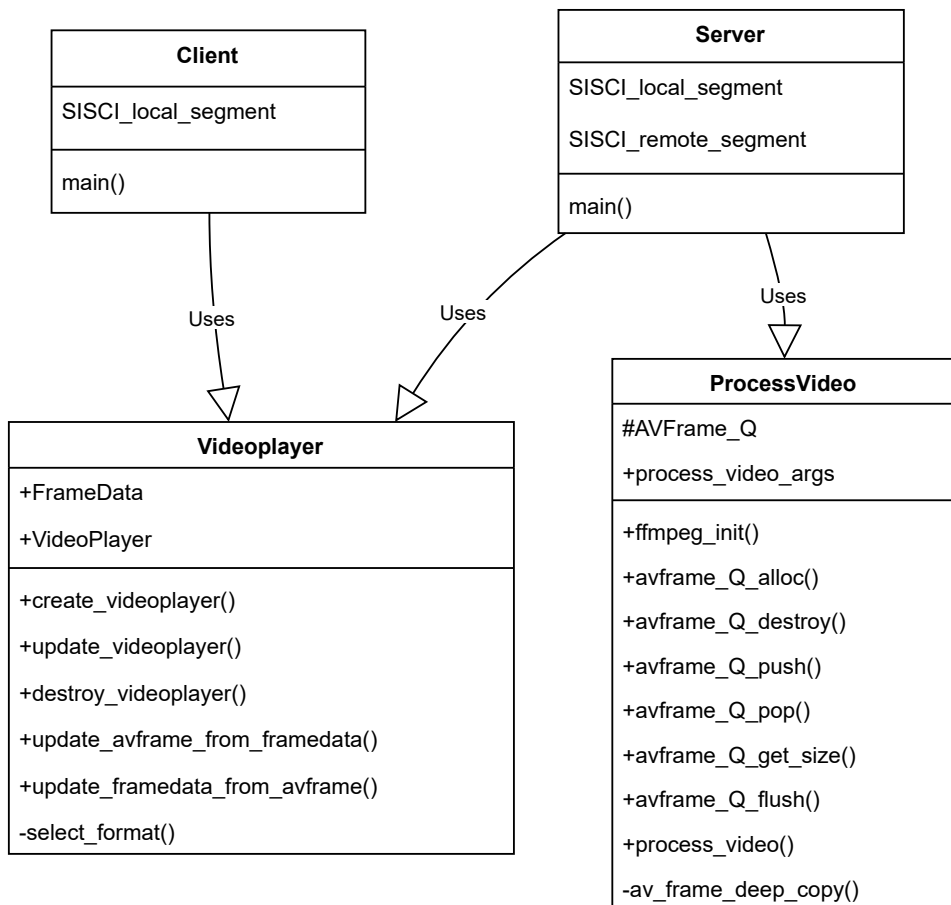 Client
SISCI_local_segment
main()
Server
SISCI_local_segment
SISCI_remote_segment
main()
Uses
Uses
Uses
Videoplayer
+FrameData
+VideoPlayer
+create_videoplayer()
+update_videoplayer()
+destroy_videoplayer()
+update_avframe_from_framedata()
+update_framedata_from_avframe()
-select_format()
ProcessVideo
#AVFrame_Q
+process_video_args
+ffmpeg_init()
+avframe_Q_alloc()
+avframe_Q_destroy()
+avframe_Q_push()
+avframe_Q_pop()
+avframe_Q_get_size()
+avframe_Q_flush()
+process_video()
-av_frame_deep_copy()